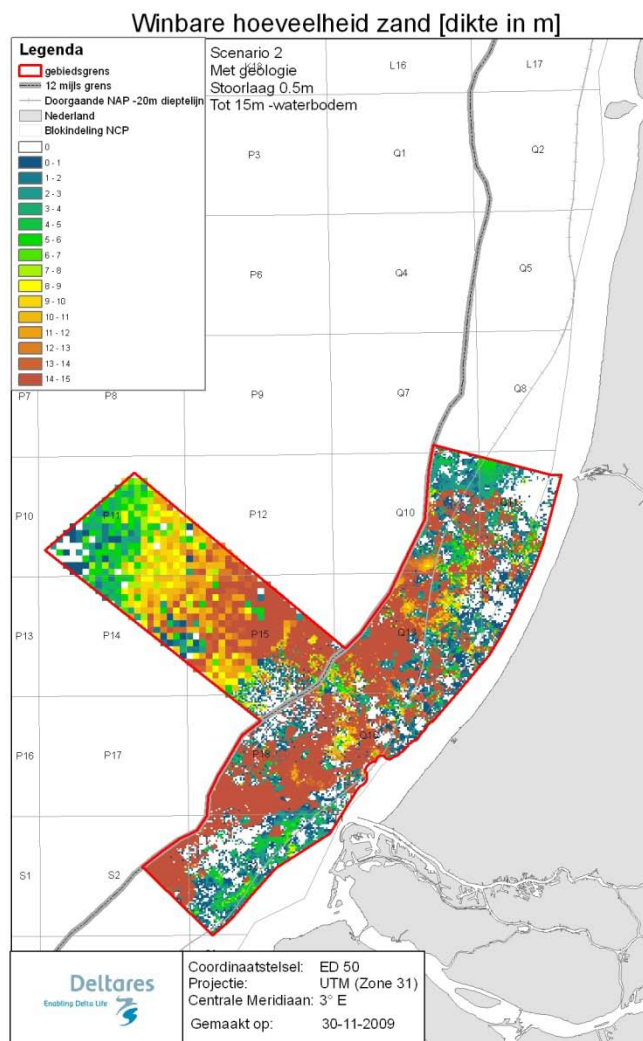 Winbare hoeveelheid zand [dikte in m]
Legenda
gebiedsgrens
12 mijls grens
Doorgaande NAP -20m dieptelijn
Nederland
Blokindeling NCP
0
0 - 1
1 - 2
2 - 3
3 - 4
4 - 5
5 - 6
6 - 7
7 - 8
8 - 9
9 - 10
10 - 11
11 - 12
12 - 13
13 - 14
14 - 15
Scenario 2
Met geologie
Stoorlaag 0.5m
Tot 15m -waterbodem
K18
L16
L17
P3
Q1
Q2
P6
Q4
Q5
P7
P8
P9
Q7
Q8
P10
P11
P12
Q10
Q11
P13
P14
P15
Q13
P16
P17
P18
Q16
S1
S2
Deltares
Enabling Delta Life
Coordinaatstelsel: ED 50
Projectie: UTM (Zone 31)
Centrale Meridiaan: 3° E
Gemaakt op: 30-11-2009